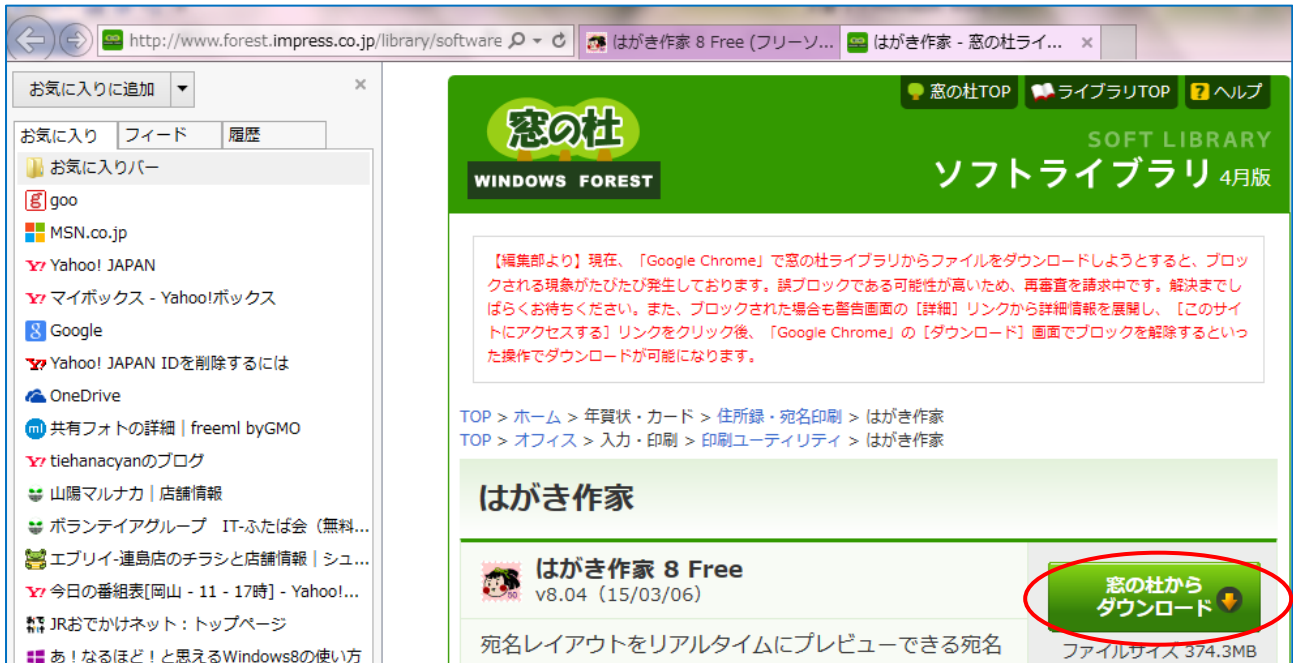 http://www.forest.impress.co.jp/library/software
はがき作家 8 Free (フリーソ...
はがき作家 - 窓の杜ライ...
お気に入りに追加
お気に入り
フィード
履歴
お気に入りバー
goo
MSN.co.jp
Yahoo! JAPAN
マイボックス - Yahoo!ボックス
Google
Yahoo! JAPAN IDを削除するには
OneDrive
共有フォトの詳細 | freeml byGMO
tiehanacyanのブログ
山陽マルナカ | 店舗情報
ボランテイアグループ IT-ふたば会（無料...
エブリイ-連島店のチラシと店舗情報 | シュ...
今日の番組表[岡山 - 11 - 17時] - Yahoo!...
JRおでかけネット：トップページ
あ！なるほど！と思えるWindows8の使い方
窓の杜TOP
ライブラリTOP
ヘルプ
窓の杜
WINDOWS FOREST
SOFT LIBRARY
ソフトライブラリ 4月版
【編集部より】現在、「Google Chrome」で窓の杜ライブラリからファイルをダウンロードしようとすると、ブロッ
クされる現象がたびたび発生しております。誤ブロックである可能性が高いため、再審査を請求中です。解決までし
ばらくお待ちください。また、ブロックされた場合も警告画面の［詳細］リンクから詳細情報を展開し、［このサイ
トにアクセスする］リンクをクリック後、「Google Chrome」の［ダウンロード］画面でブロックを解除するといっ
た操作でダウンロードが可能になります。
TOP > ホーム > 年賀状・カード > 住所録・宛名印刷 > はがき作家
TOP > オフィス > 入力・印刷 > 印刷ユーティリティ > はがき作家
はがき作家
はがき作家 8 Free
v8.04（15/03/06）
宛名レイアウトをリアルタイムにプレビューできる宛名
窓の杜から
ダウンロード
ファイルサイズ 374.3MB